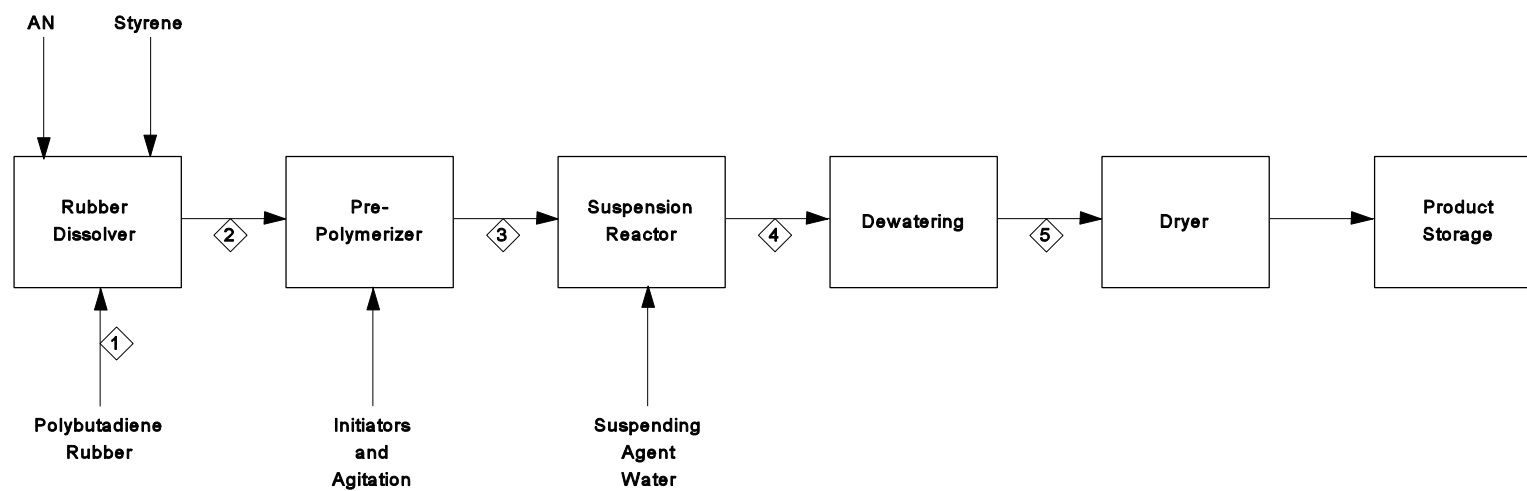 AN
Styrene
Rubber
Dissolver
2
Pre-
Polymerizer
3
Suspension
Reactor
4
Dewatering
5
Dryer
Product
Storage
1
Polybutadiene
Rubber
Initiators
and
Agitation
Suspending
Agent
Water